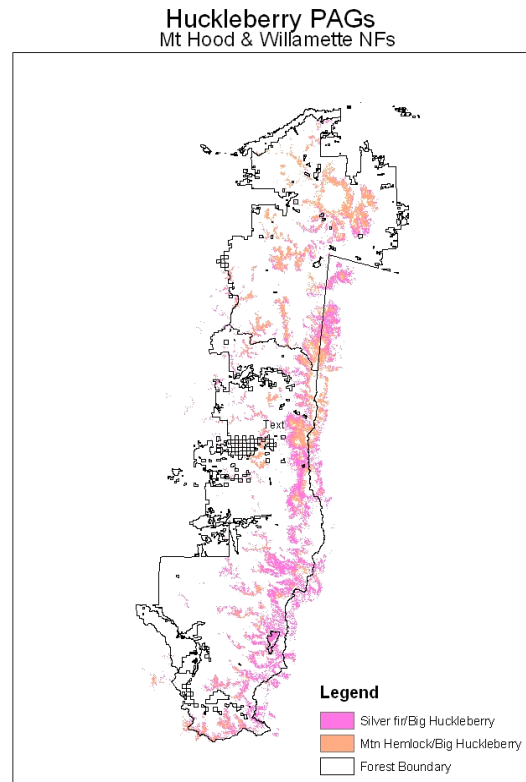 Huckleberry PAGs
Mt Hood & Willamette NFs
Text
Legend
Silver fir/Big Huckleberry
Mtn Hemlock/Big Huckleberry
Forest Boundary